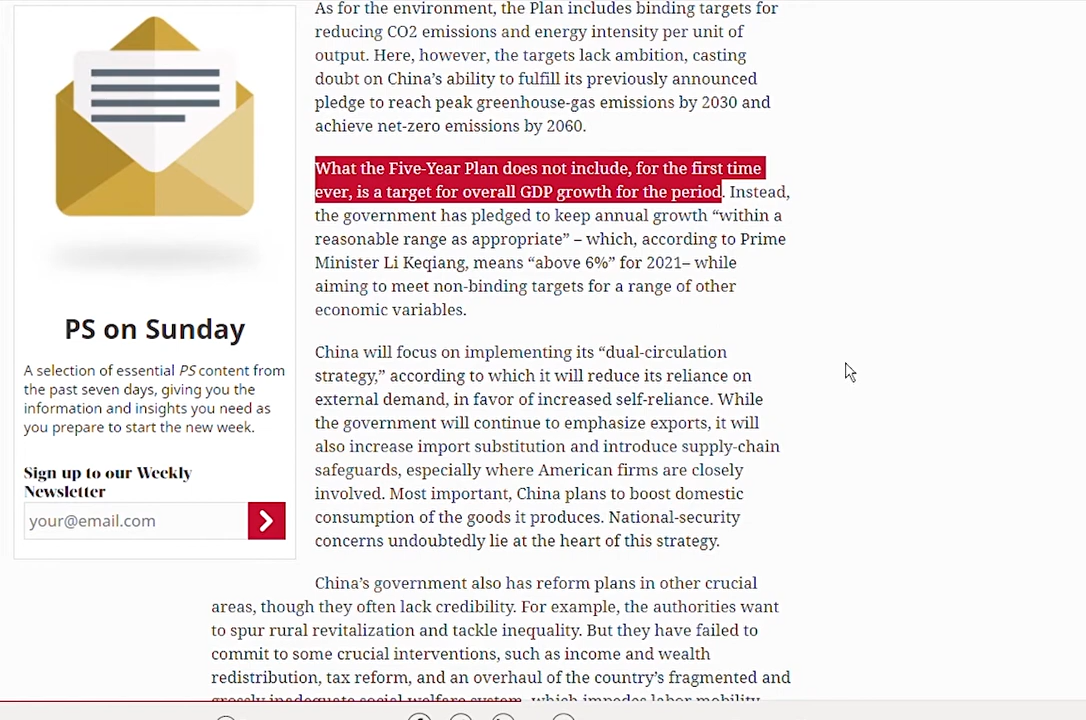 As for the environment, the Plan includes binding targets for
reducing CO2 emissions and energy intensity per unit of
output. Here, however, the targets lack ambition, casting
doubt on China’s ability to fulfill its previously announced
pledge to reach peak greenhouse-gas emissions by 2030 and
achieve net-zero emissions by 2060.
What the Five-Year Plan does not include, for the first time
ever, is a target for overall GDP growth for the period. Instead,
the government has pledged to keep annual growth “within a
reasonable range as appropriate” – which, according to Prime
Minister Li Keqiang, means “above 6%” for 2021– while
aiming to meet non-binding targets for a range of other
economic variables.
China will focus on implementing its “dual-circulation
strategy,” according to which it will reduce its reliance on
external demand, in favor of increased self-reliance. While
the government will continue to emphasize exports, it will
also increase import substitution and introduce supply-chain
safeguards, especially where American firms are closely
involved. Most important, China plans to boost domestic
consumption of the goods it produces. National-security
concerns undoubtedly lie at the heart of this strategy.
China’s government also has reform plans in other crucial
areas, though they often lack credibility. For example, the authorities want
to spur rural revitalization and tackle inequality. But they have failed to
commit to some crucial interventions, such as income and wealth
redistribution, tax reform, and an overhaul of the country’s fragmented and
grossly inadequate social welfare system, which impedes labor mobility
PS on Sunday
A selection of essential PS content from
the past seven days, giving you the
information and insights you need as
you prepare to start the new week.
Sign up to our Weekly
Newsletter
your@email.com